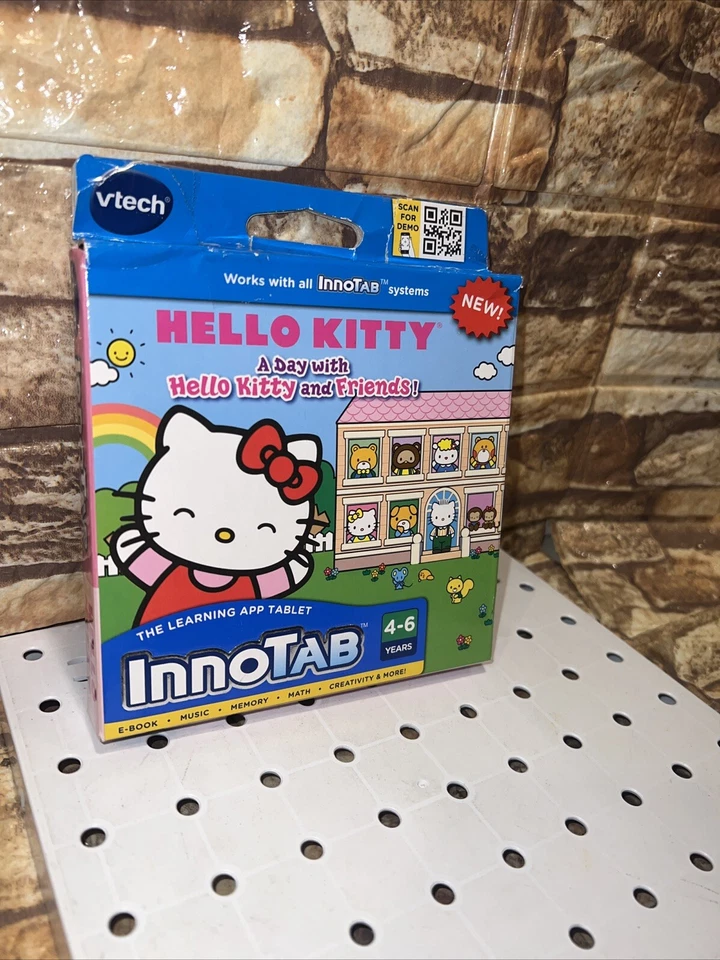 vtech®
SCAN
FOR
DEMO
Works with all InnoTAB™ systems
NEW!
HELLO KITTY®
A Day with
Hello Kitty and Friends!
THE LEARNING APP TABLET
InnoTAB™
4-6
YEARS
E-BOOK • MUSIC • MEMORY • MATH • CREATIVITY & MORE!